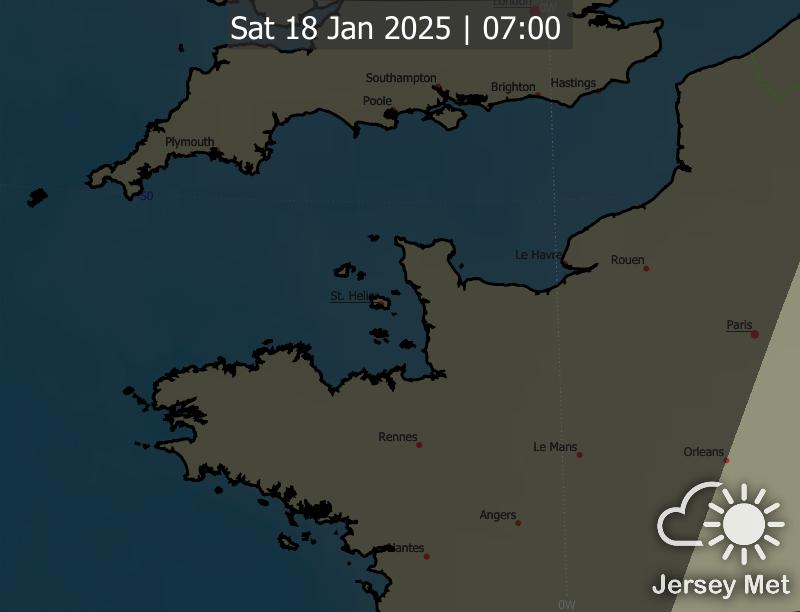 London
0W
Sat 18 Jan 2025 | 07:00
Southampton
Brighton
Hastings
Poole
Plymouth
50
Le Havre
Rouen
St. Helier
Paris
Rennes
Le Mans
Orleans
Angers
Nantes
Jersey Met
0W